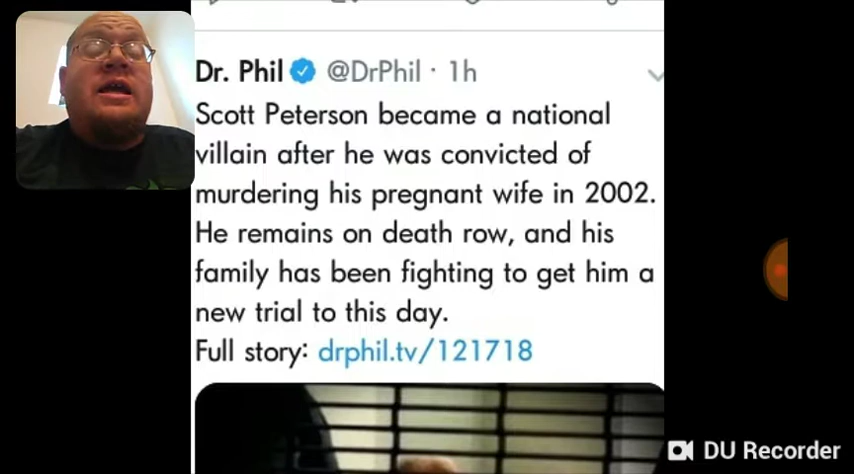 Dr. Phil @DrPhil · 1h
Scott Peterson became a national
villain after he was convicted of
murdering his pregnant wife in 2002.
He remains on death row, and his
family has been fighting to get him a
new trial to this day.
Full story: drphil.tv/121718
DU Recorder